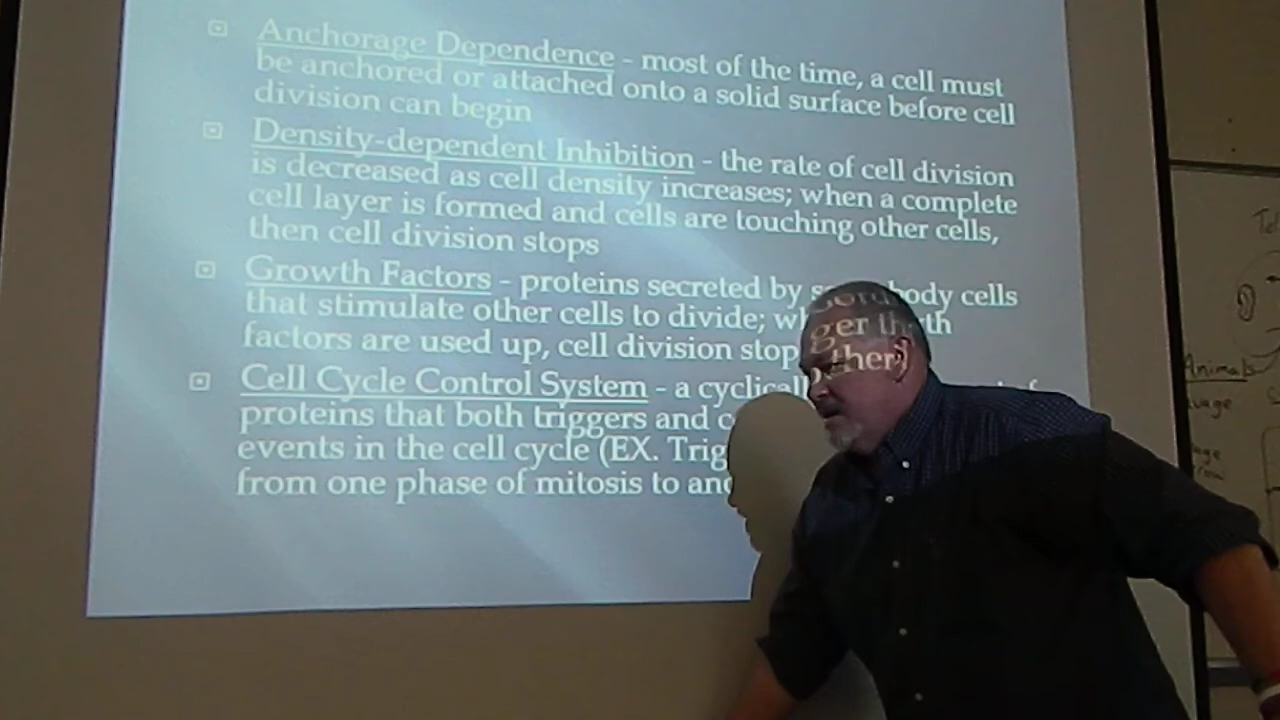 Anchorage Dependence - most of the time, a cell must
be anchored or attached onto a solid surface before cell
division can begin
Density-dependent Inhibition - the rate of cell division
is decreased as cell density increases; when a complete
cell layer is formed and cells are touching other cells,
then cell division stops
Growth Factors - proteins secreted by body cells
that stimulate other cells to divide;
factors are used up, cell division stop
Cell Cycle Control System - a
proteins that both triggers and
events in the cell cycle (EX.
from one phase of mitosis to
ther)
Animals